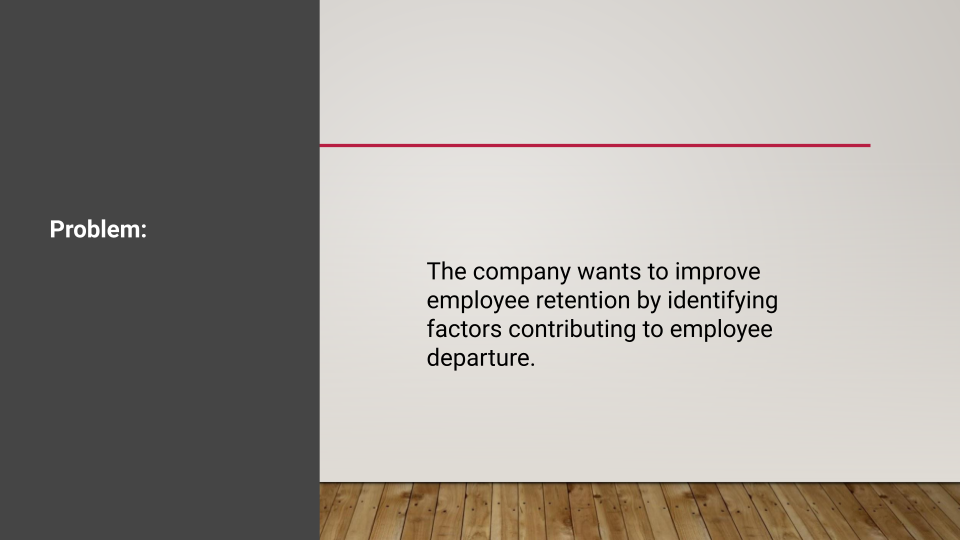 Problem:
The company wants to improve
employee retention by identifying
factors contributing to employee
departure.